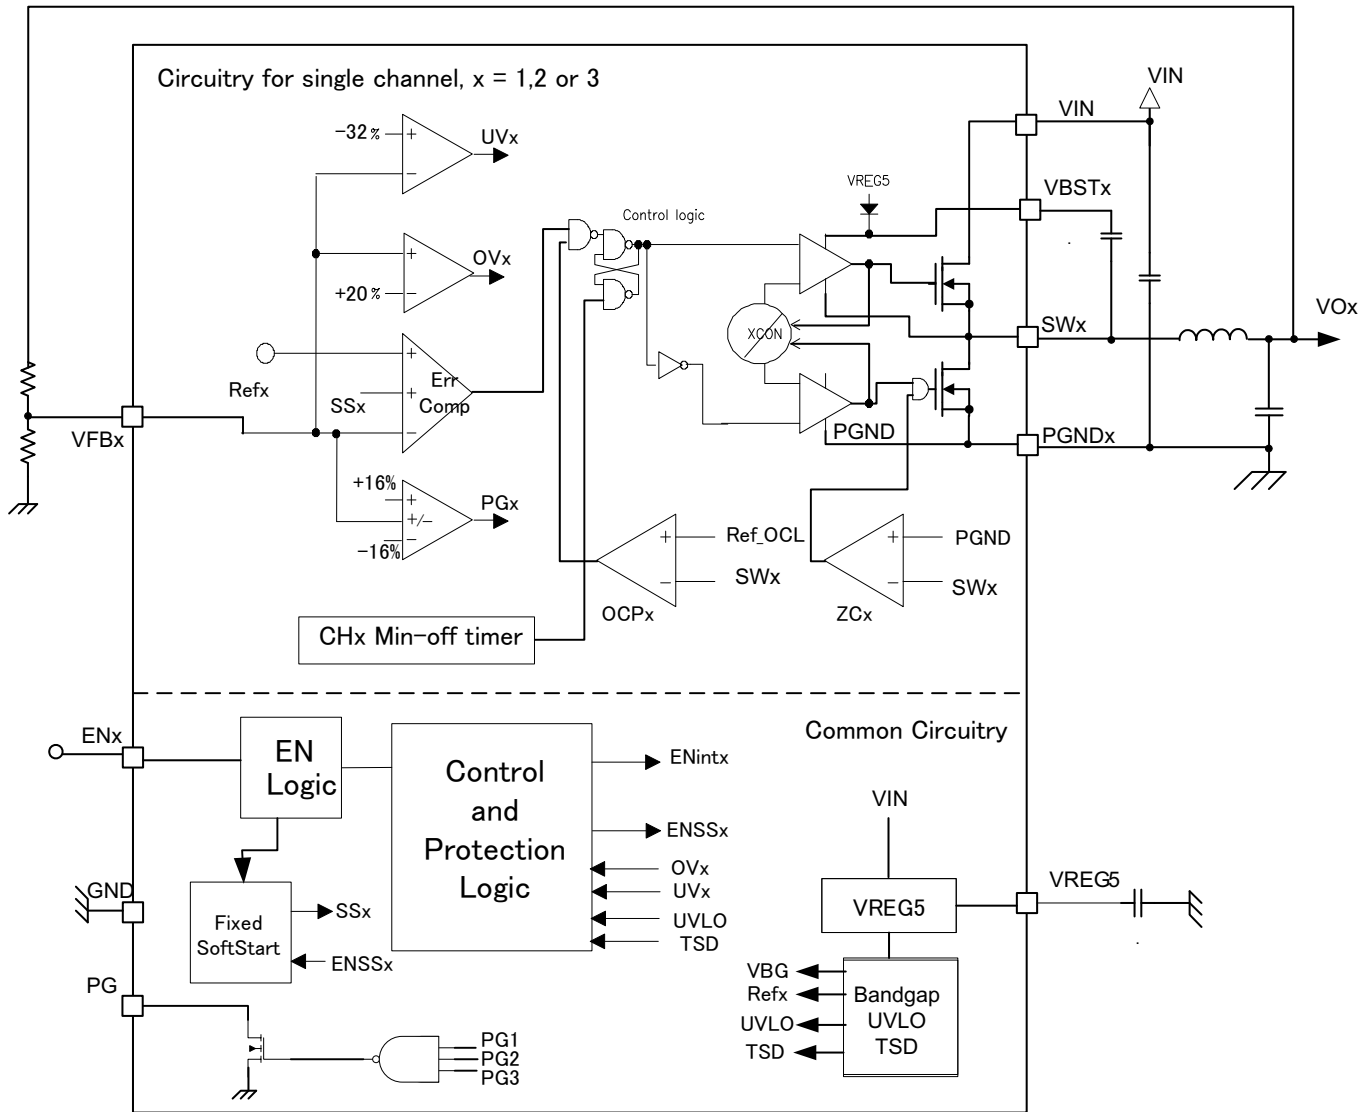 Circuitry for single channel, x = 1,2 or 3
VIN
VIN
-32%
+
-
UVx
VREG5
VBSTx
Control logic
+
OVx
+20%
-
XCON
SWx
VOx
Refx
+
SSx
+
Err
Comp
-
VFBx
PGND
PGNDx
+16%
+
+/-
-
-16%
PGx
+
Ref_OCL
-
SWx
OCPx
+
PGND
-
SWx
ZCx
CHx Min-off timer
Common Circuitry
ENx
EN
Logic
Control
and
Protection
Logic
ENintx
ENSSx
OVx
UVx
UVLO
TSD
VIN
VREG5
VREG5
GND
Fixed
SoftStart
SSx
ENSSx
PG
PG1
PG2
PG3
VBG
Refx
UVLO
TSD
Bandgap
UVLO
TSD